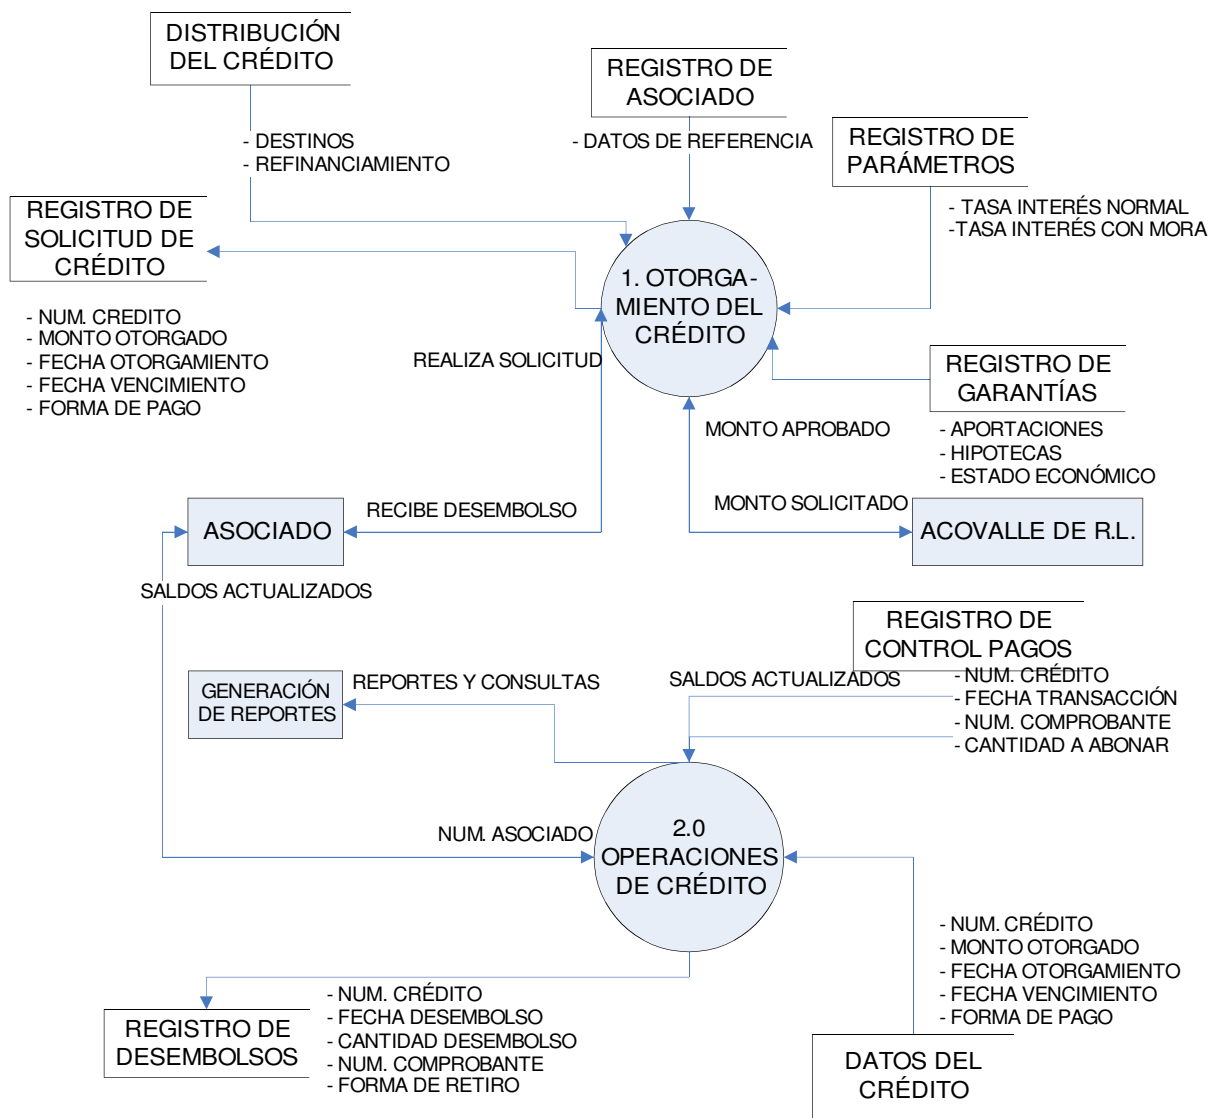 DISTRIBUCIÓN
DEL CRÉDITO
REGISTRO DE
ASOCIADO
- DESTINOS
- REFINANCIAMIENTO
- DATOS DE REFERENCIA
REGISTRO DE
PARÁMETROS
- TASA INTERÉS NORMAL
-TASA INTERÉS CON MORA
REGISTRO DE
SOLICITUD DE
CRÉDITO
- NUM. CREDITO
- MONTO OTORGADO
- FECHA OTORGAMIENTO
- FECHA VENCIMIENTO
- FORMA DE PAGO
1. OTORGA-
MIENTO DEL
CRÉDITO
REALIZA SOLICITUD
REGISTRO DE
GARANTÍAS
- APORTACIONES
- HIPOTECAS
- ESTADO ECONÓMICO
MONTO APROBADO
MONTO SOLICITADO
RECIBE DESEMBOLSO
ASOCIADO
ACOVALLE DE R.L.
SALDOS ACTUALIZADOS
REGISTRO DE
CONTROL PAGOS
- NUM. CRÉDITO
- FECHA TRANSACCIÓN
- NUM. COMPROBANTE
- CANTIDAD A ABONAR
SALDOS ACTUALIZADOS
REPORTES Y CONSULTAS
GENERACIÓN
DE REPORTES
NUM. ASOCIADO
2.0
OPERACIONES
DE CRÉDITO
- NUM. CRÉDITO
- MONTO OTORGADO
- FECHA OTORGAMIENTO
- FECHA VENCIMIENTO
- FORMA DE PAGO
REGISTRO DE
DESEMBOLSOS
- NUM. CRÉDITO
- FECHA DESEMBOLSO
- CANTIDAD DESEMBOLSO
- NUM. COMPROBANTE
- FORMA DE RETIRO
DATOS DEL
CRÉDITO